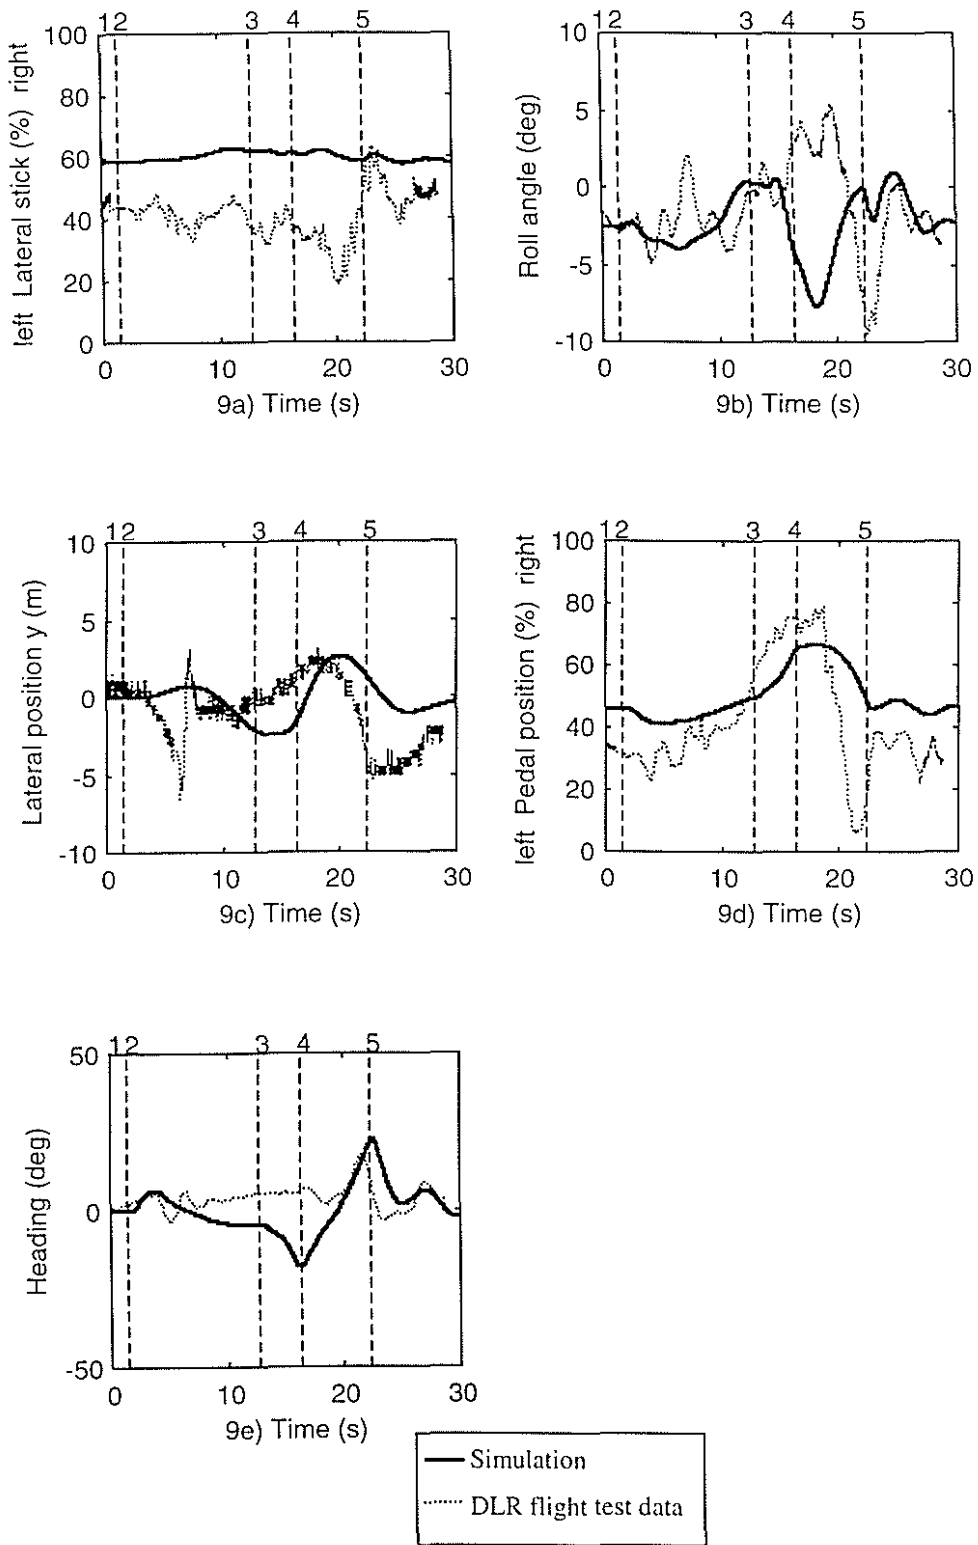 12 3 4 5
100
80
60
40
20
0
left Lateral stick (%) right
0 10 20 30
9a) Time (s)
12 3 4 5
10
5
0
-5
-10
Roll angle (deg)
0 10 20 30
9b) Time (s)
12 3 4 5
10
5
0
-5
-10
Lateral position y (m)
0 10 20 30
9c) Time (s)
12 3 4 5
100
80
60
40
20
0
left Pedal position (%) right
0 10 20 30
9d) Time (s)
12 3 4 5
50
0
-50
Heading (deg)
0 10 20 30
9e) Time (s)
Simulation
DLR flight test data